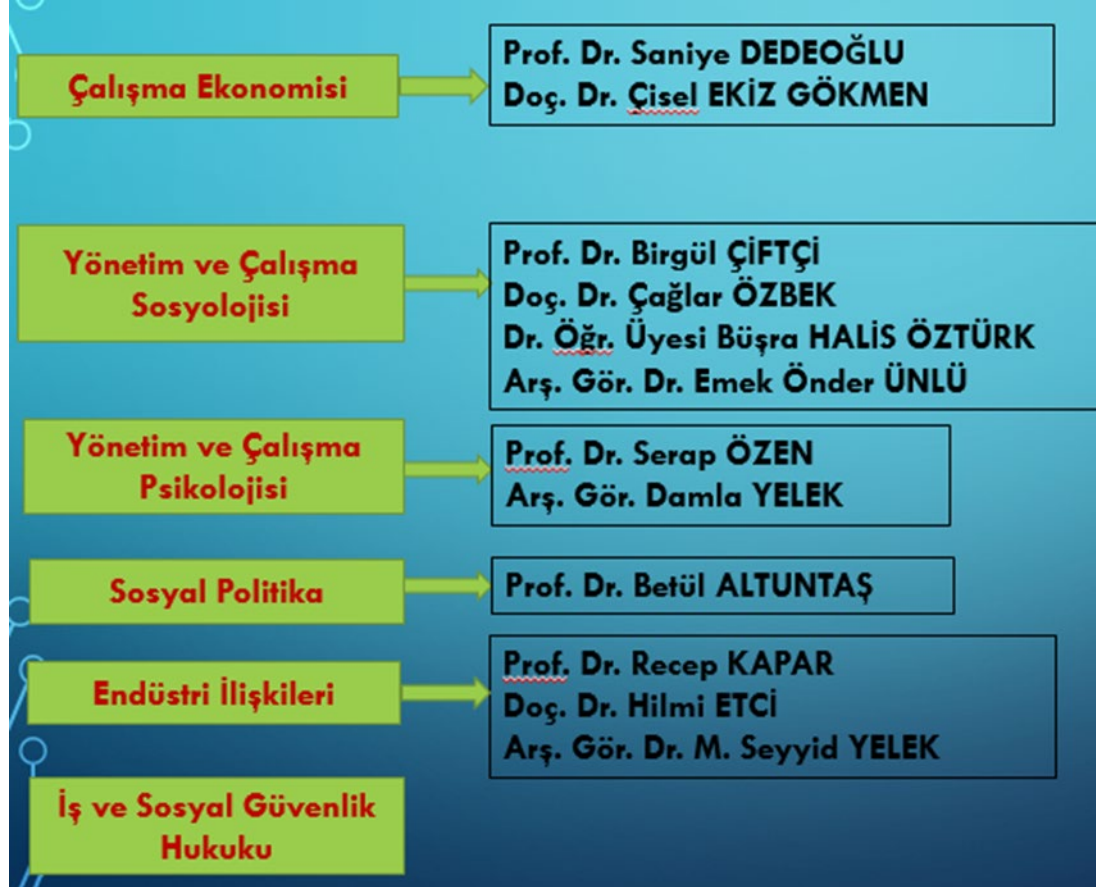 Çalışma Ekonomisi
Prof. Dr. Saniye DEDEOĞLU
Doç. Dr. Çisel EKİZ GÖKMEN
Yönetim ve Çalışma
Sosyolojisi
Prof. Dr. Birgül ÇİFTÇİ
Doç. Dr. Çağlar ÖZBEK
Dr. Öğr. Üyesi Büşra HALİS ÖZTÜRK
Arş. Gör. Dr. Emek Önder ÜNLÜ
Yönetim ve Çalışma
Psikolojisi
Prof. Dr. Serap ÖZEN
Arş. Gör. Damla YELEK
Sosyal Politika
Prof. Dr. Betül ALTUNTAŞ
Endüstri İlişkileri
Prof. Dr. Recep KAPAR
Doç. Dr. Hilmi ETCİ
Arş. Gör. Dr. M. Seyyid YELEK
İş ve Sosyal Güvenlik
Hukuku